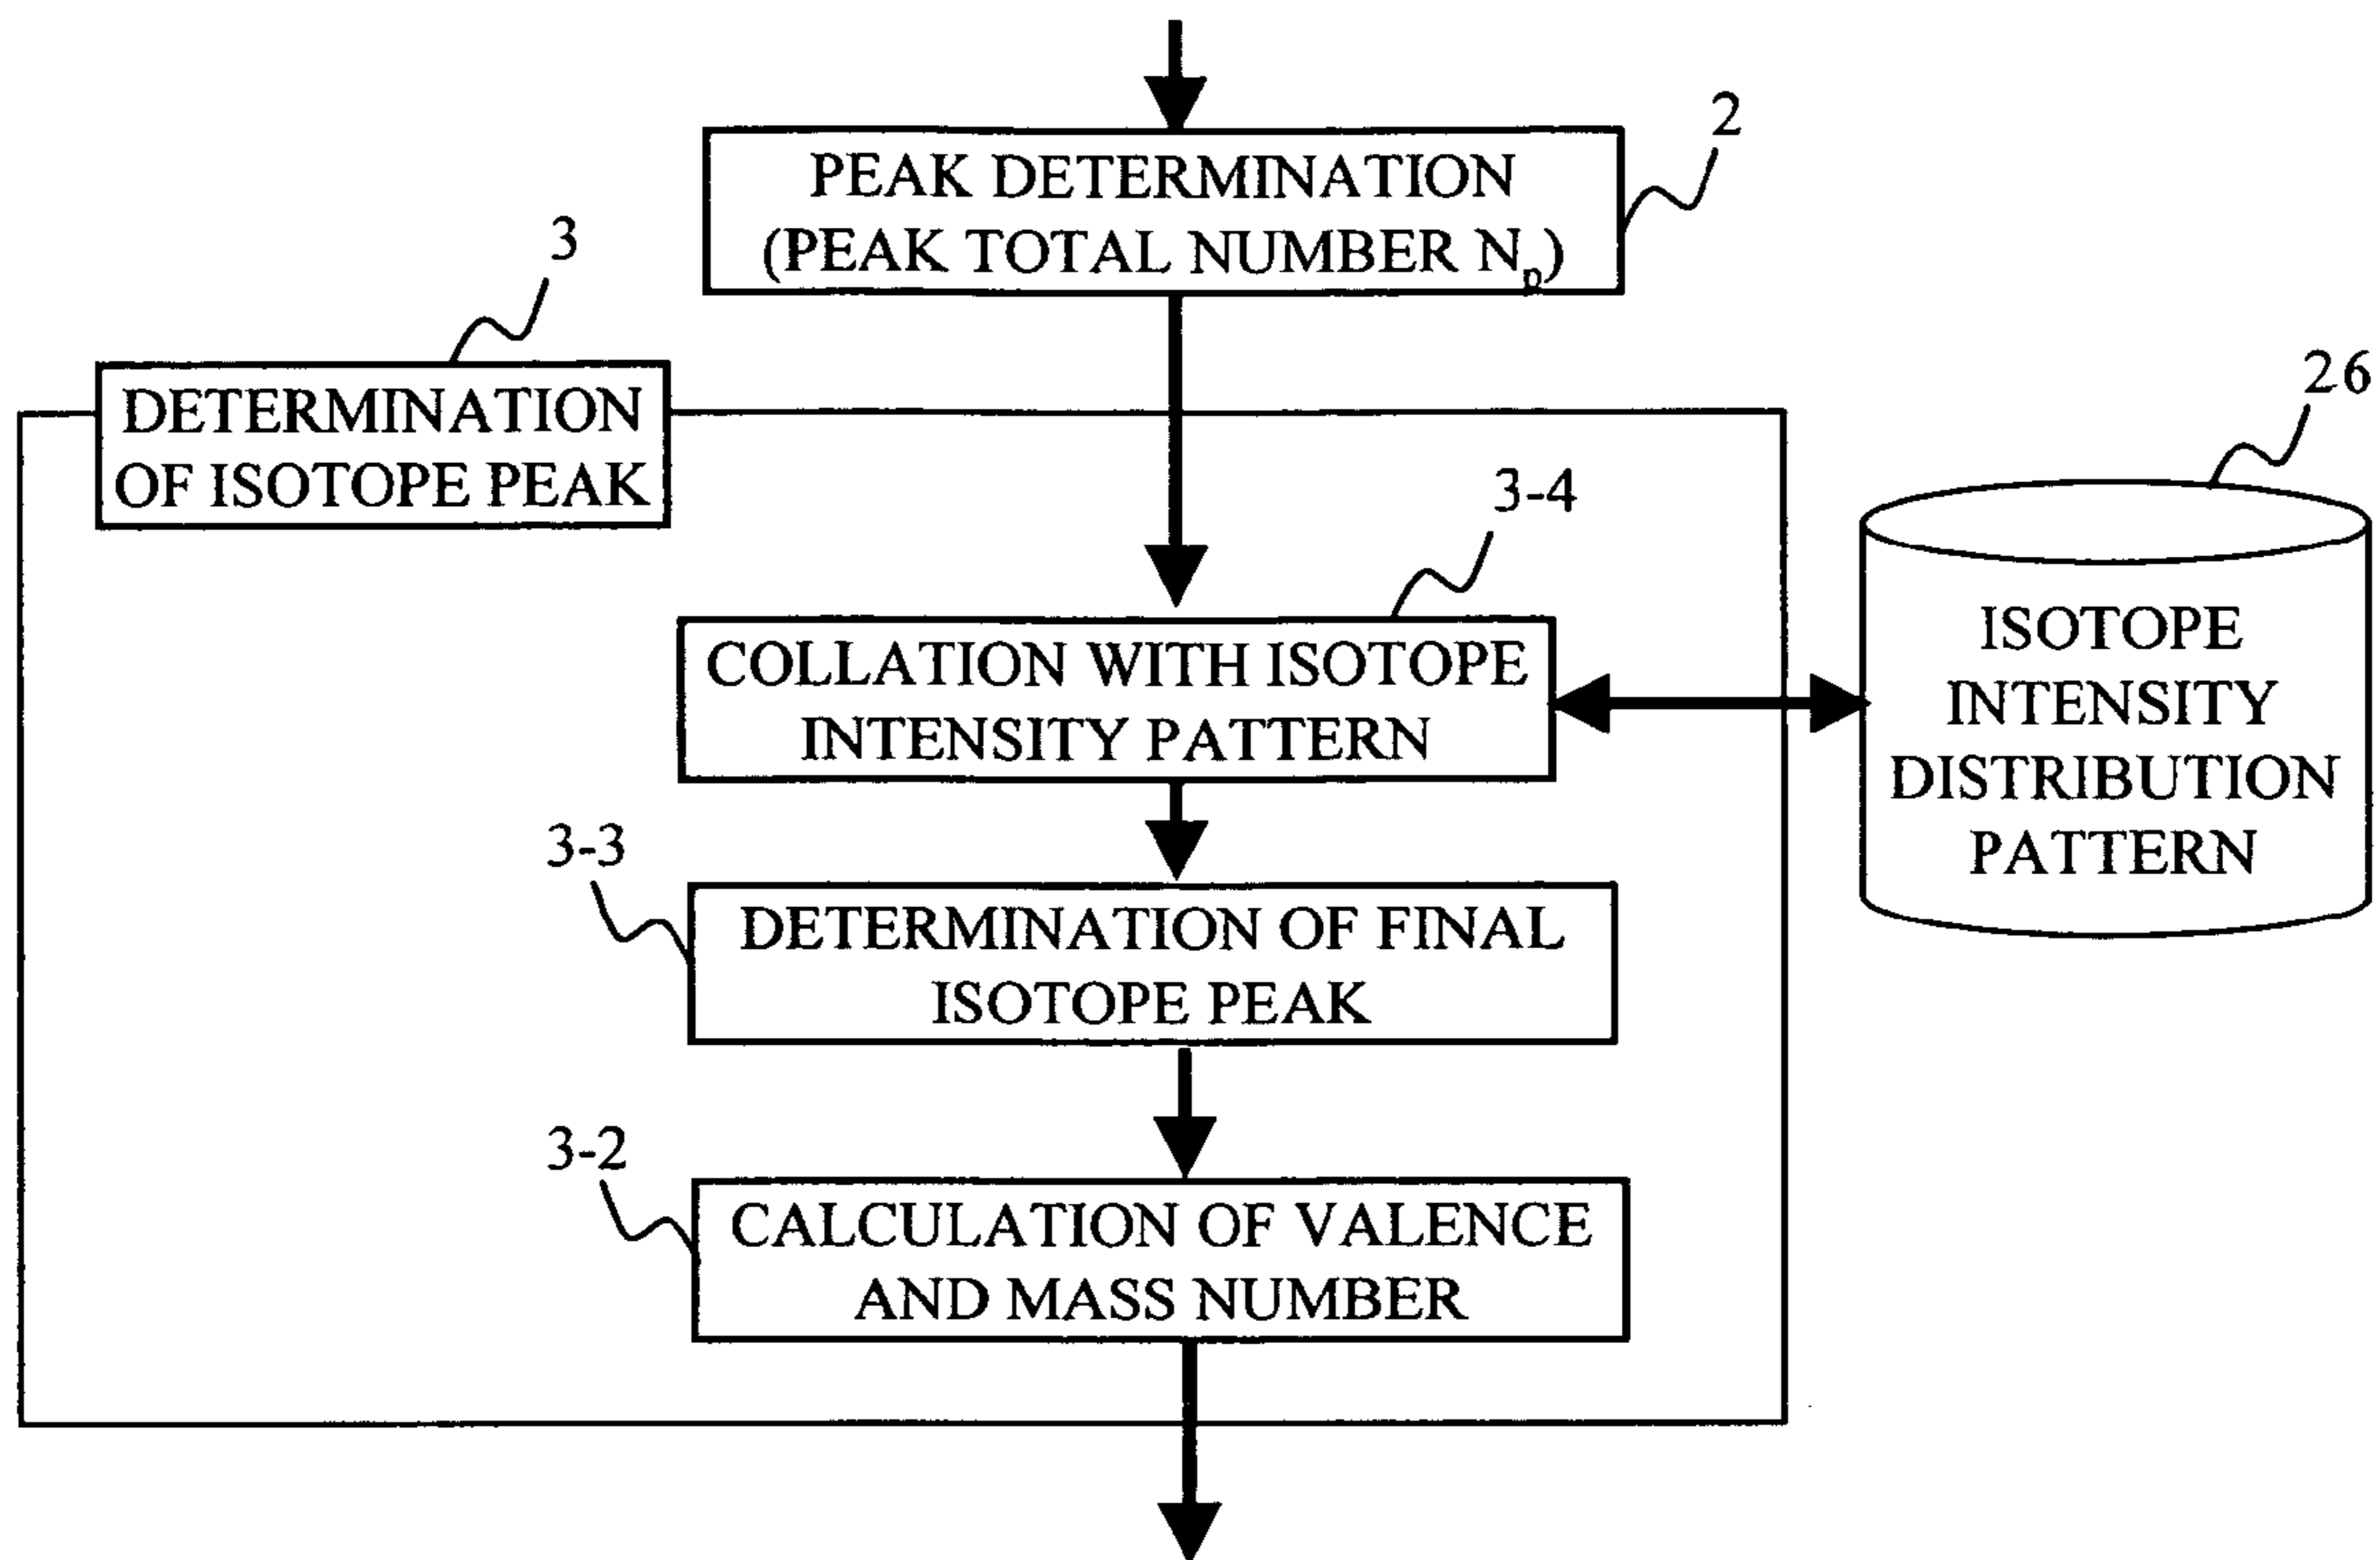 2
PEAK DETERMINATION
(PEAK TOTAL NUMBER Np)
3
DETERMINATION
OF ISOTOPE PEAK
26
3-4
COLLATION WITH ISOTOPE
INTENSITY PATTERN
ISOTOPE
INTENSITY
DISTRIBUTION
PATTERN
3-3
DETERMINATION OF FINAL
ISOTOPE PEAK
3-2
CALCULATION OF VALENCE
AND MASS NUMBER